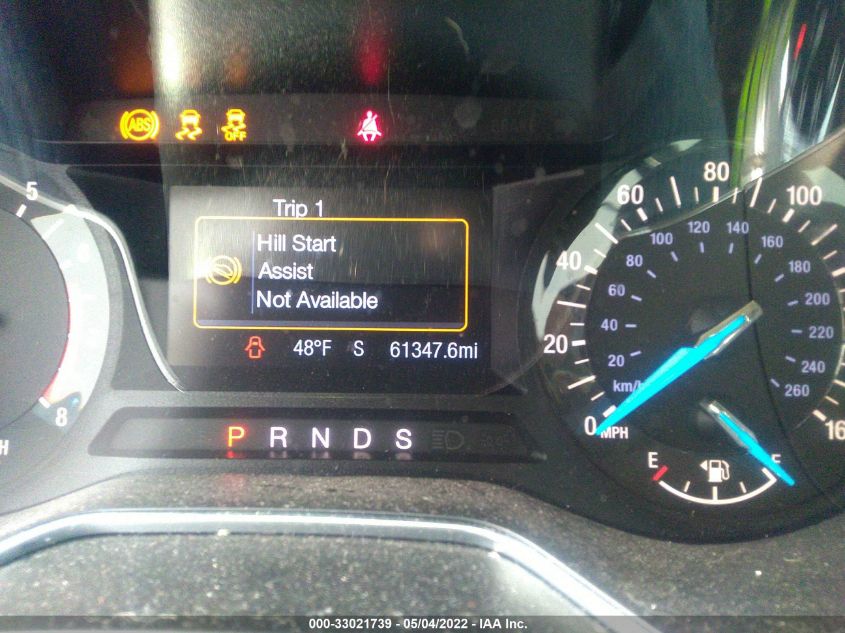 ABS
OFF
Trip 1
Hill Start
Assist
Not Available
48°F S 61347.6mi
P R N D S
5
8
H
0 20 40 60 80 100 16
20 40 60 80 100 120 140 160 180 200 220 240 260
km/h
MPH
E F
000-33021739 - 05/04/2022 - IAA Inc.